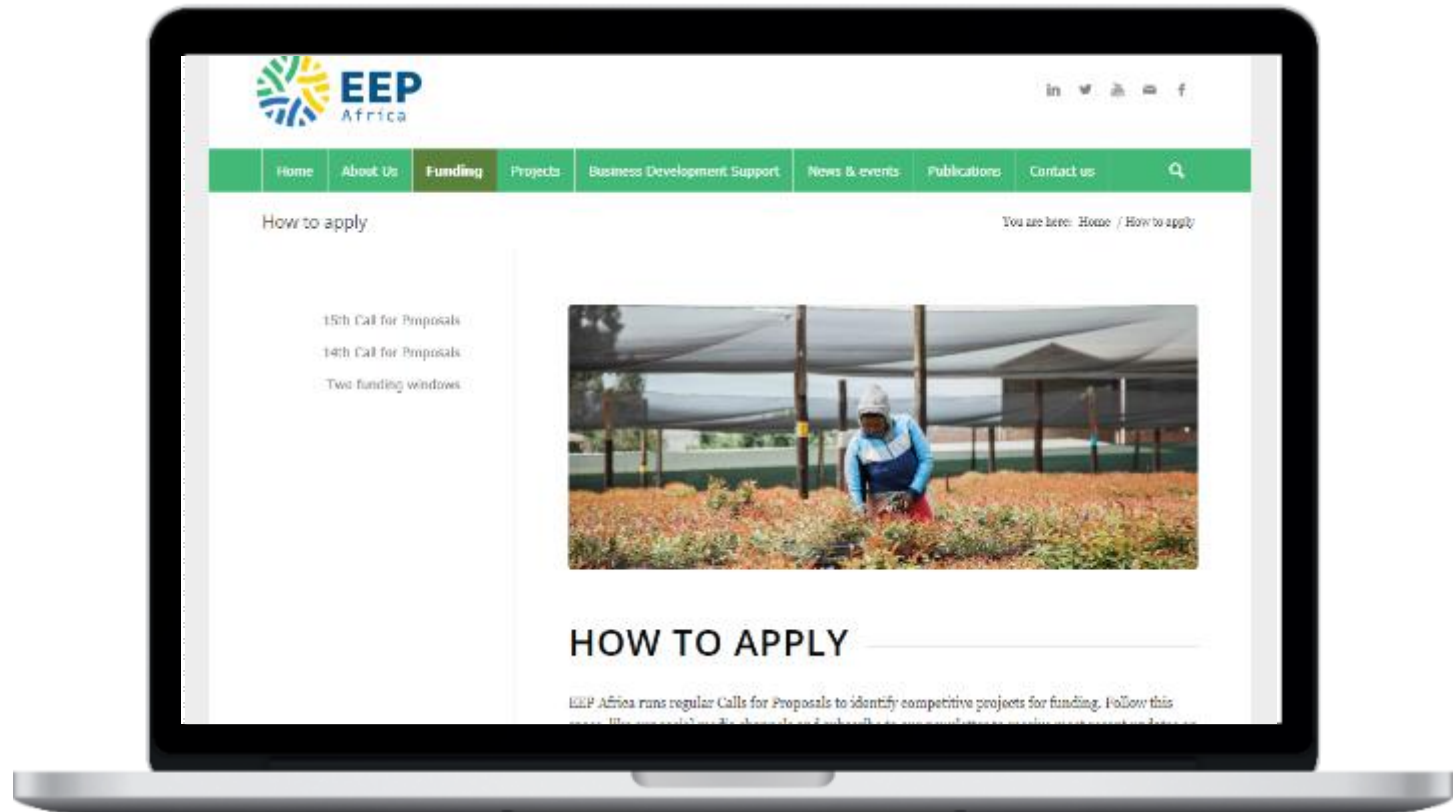 EEP
Africa
Home About Us Funding Projects Business Development Support News & events Publications Contact us
How to apply
You are here: Home / How to apply
15th Call for Proposals
14th Call for Proposals
Two funding windows
HOW TO APPLY
EEP Africa runs regular Calls for Proposals to identify competitive projects for funding. Follow this